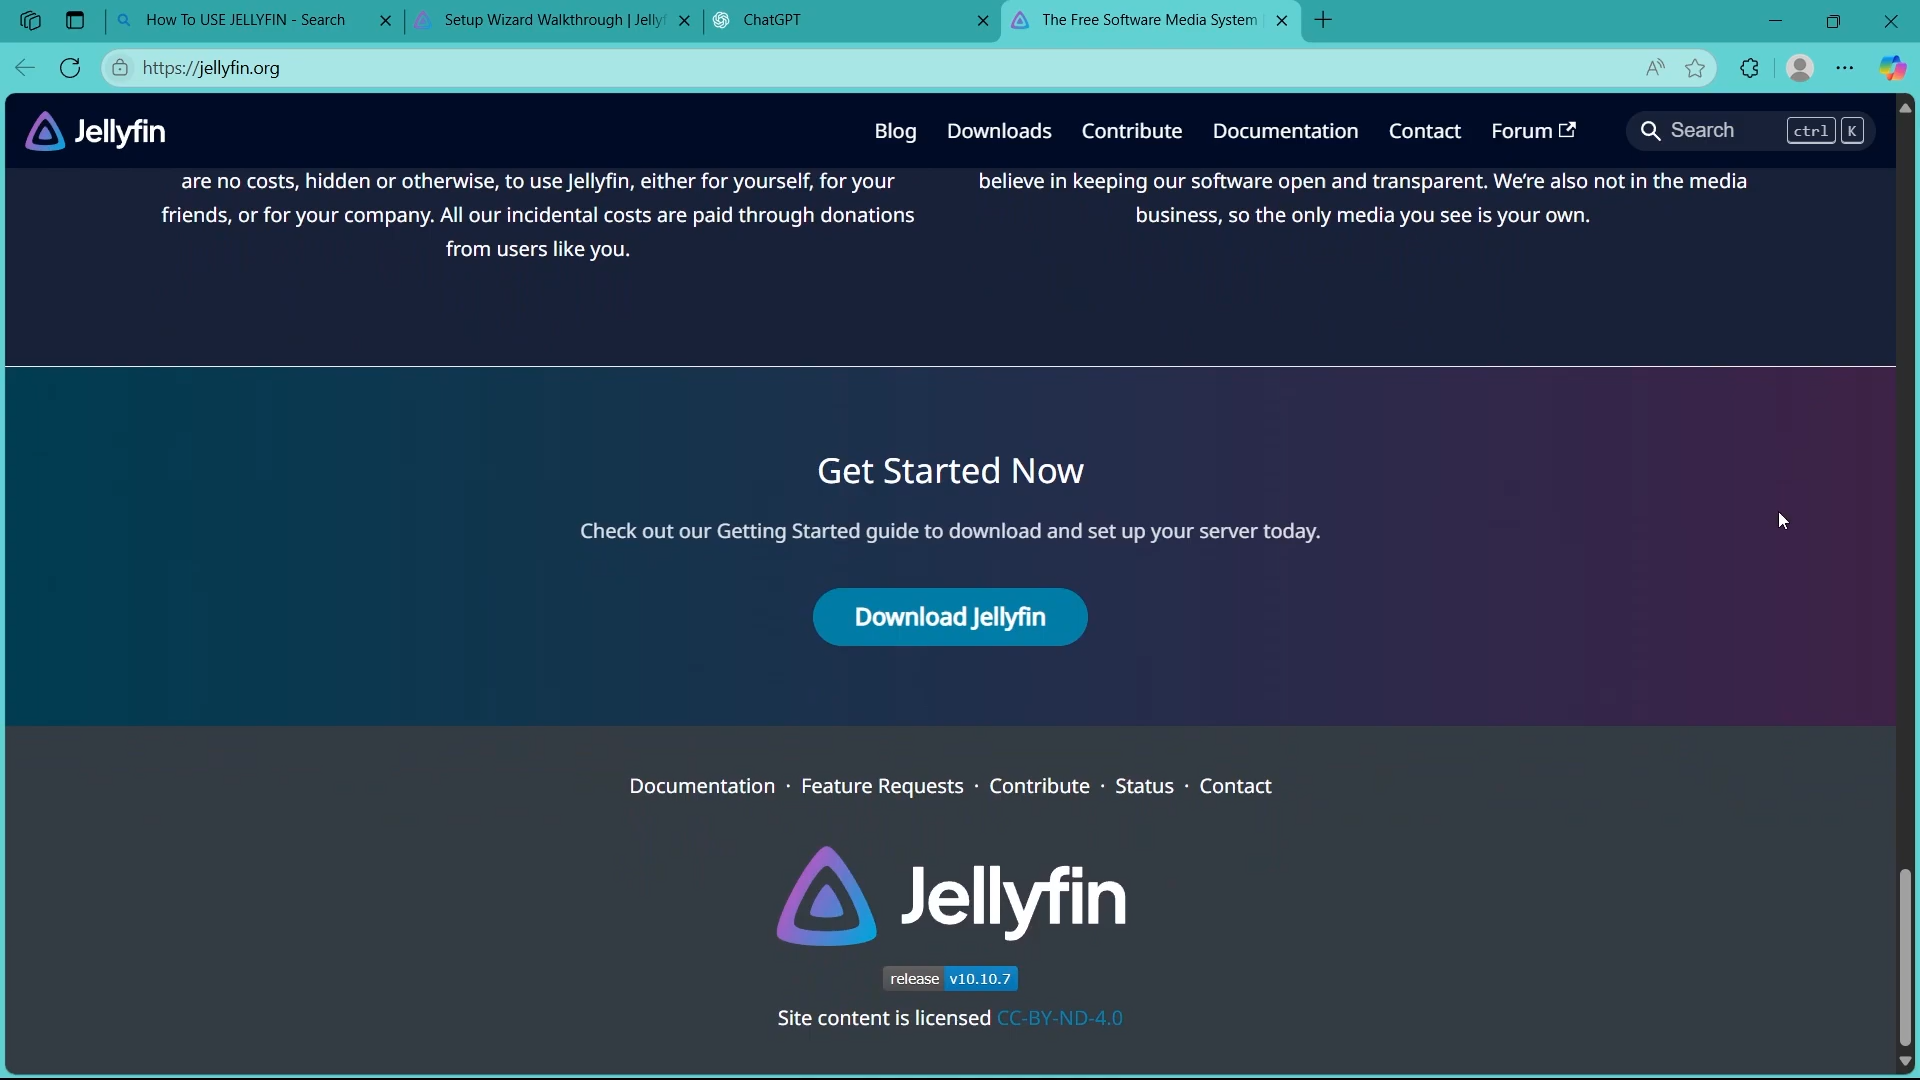 How To USE JELLYFIN - Search
Setup Wizard Walkthrough | Jellyf
ChatGPT
The Free Software Media System
https://jellyfin.org
Jellyfin
Blog
Downloads
Contribute
Documentation
Contact
Forum
Search
ctrl
K
are no costs, hidden or otherwise, to use Jellyfin, either for yourself, for your
friends, or for your company. All our incidental costs are paid through donations
from users like you.
believe in keeping our software open and transparent. We're also not in the media
business, so the only media you see is your own.
Get Started Now
Check out our Getting Started guide to download and set up your server today.
Download Jellyfin
Documentation · Feature Requests · Contribute · Status · Contact
Jellyfin
release v10.10.7
Site content is licensed CC-BY-ND-4.0